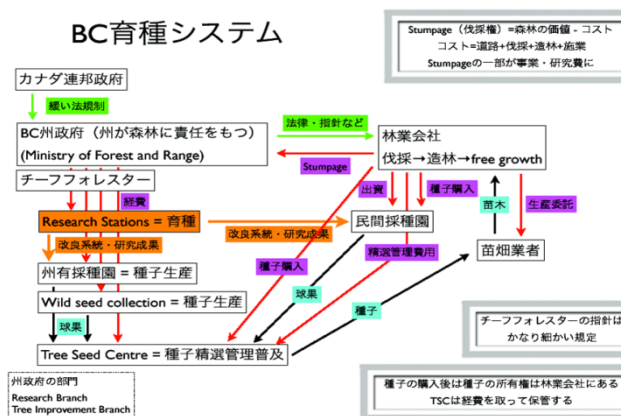 BC育種システム
Stumpage（伐採権）=森林の価値 - コスト
コスト=道路+伐採+造林+施業
Stumpageの一部が事業・研究費に
カナダ連邦政府
緩い法規制
BC州政府（州が森林に責任をもつ）
(Ministry of Forest and Range)
法律・指針など
林業会社
伐採→造林→free growth
Stumpage
チーフフォレスター
経費
出資
種子購入
苗木
生産委託
Research Stations = 育種
改良系統・研究成果
民間採種園
改良系統・研究成果
苗畑業者
州有採種園 = 種子生産
種子購入
精選管理費用
Wild seed collection = 種子生産
球果
種子
球果
Tree Seed Centre = 種子精選管理普及
チーフフォレスターの指針は
かなり細かい規定
州政府の部門
Research Branch
Tree Improvement Branch
種子の購入後は種子の所有権は林業会社にある
TSCは経費を取って保管する